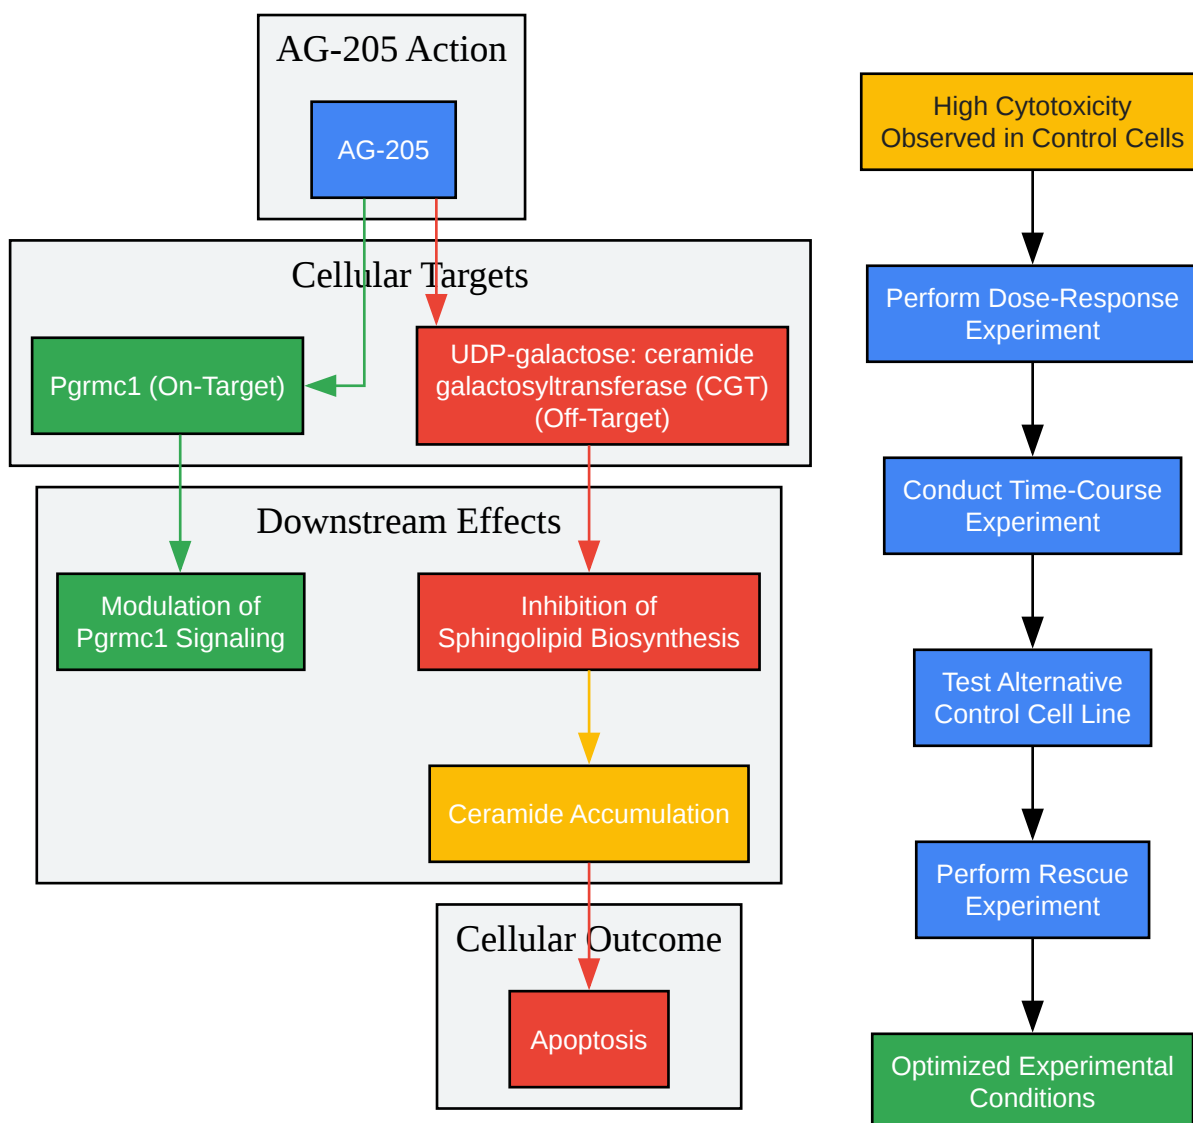 AG-205 Action
AG-205
Cellular Targets
Pgrmc1 (On-Target)
UDP-galactose: ceramide
galactosyltransferase (CGT)
(Off-Target)
Downstream Effects
Modulation of
Pgrmc1 Signaling
Inhibition of
Sphingolipid Biosynthesis
Ceramide Accumulation
Cellular Outcome
Apoptosis
High Cytotoxicity
Observed in Control Cells
Perform Dose-Response
Experiment
Conduct Time-Course
Experiment
Test Alternative
Control Cell Line
Perform Rescue
Experiment
Optimized Experimental
Conditions